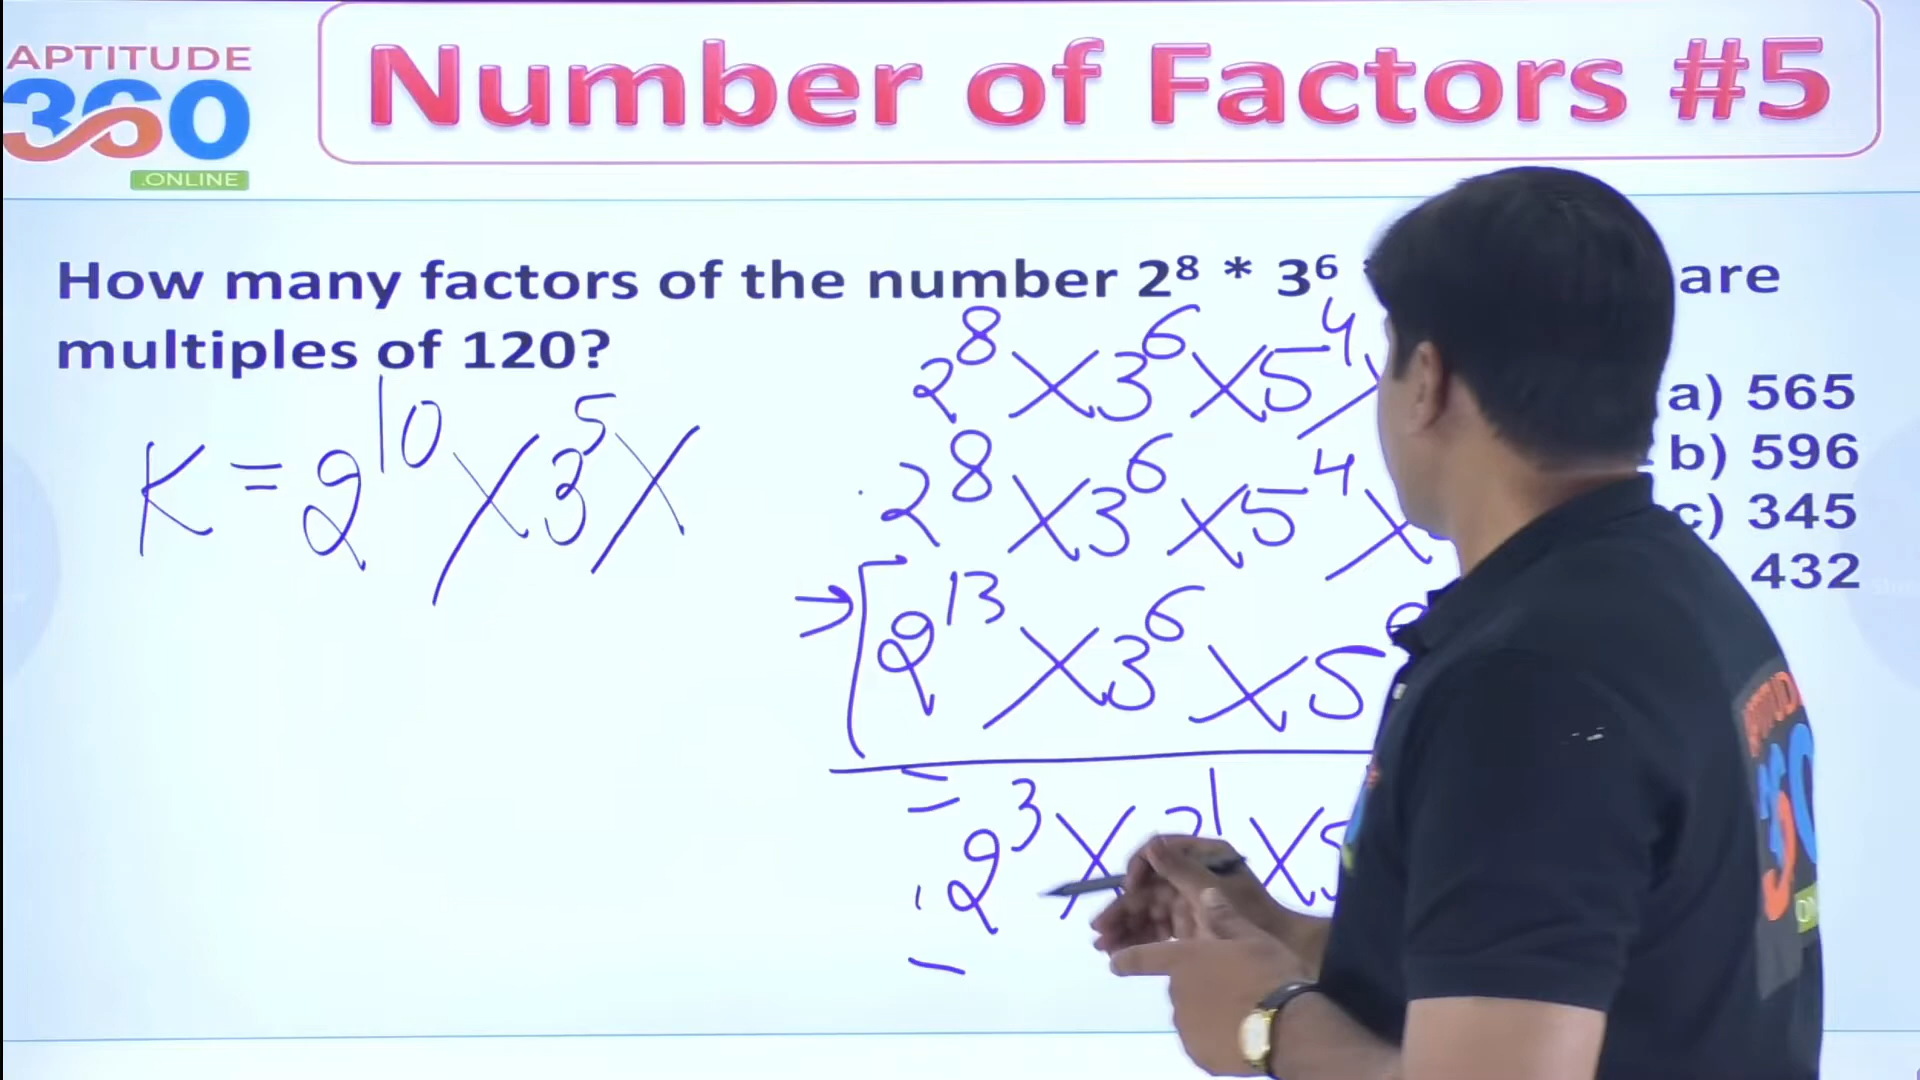 APTITUDE
360
.ONLINE
Number of Factors #5
How many factors of the number 2⁸ * 3⁶ are
multiples of 120?
a) 565
b) 596
c) 345
432
2⁸ × 3⁶ × 5⁴ ×
K = 2¹⁰ × 3⁵ ×
2⁸ × 3⁶ × 5⁴ ×
→ [ 2¹³ × 3⁶ × 5
= 2³ × 3¹ × 5